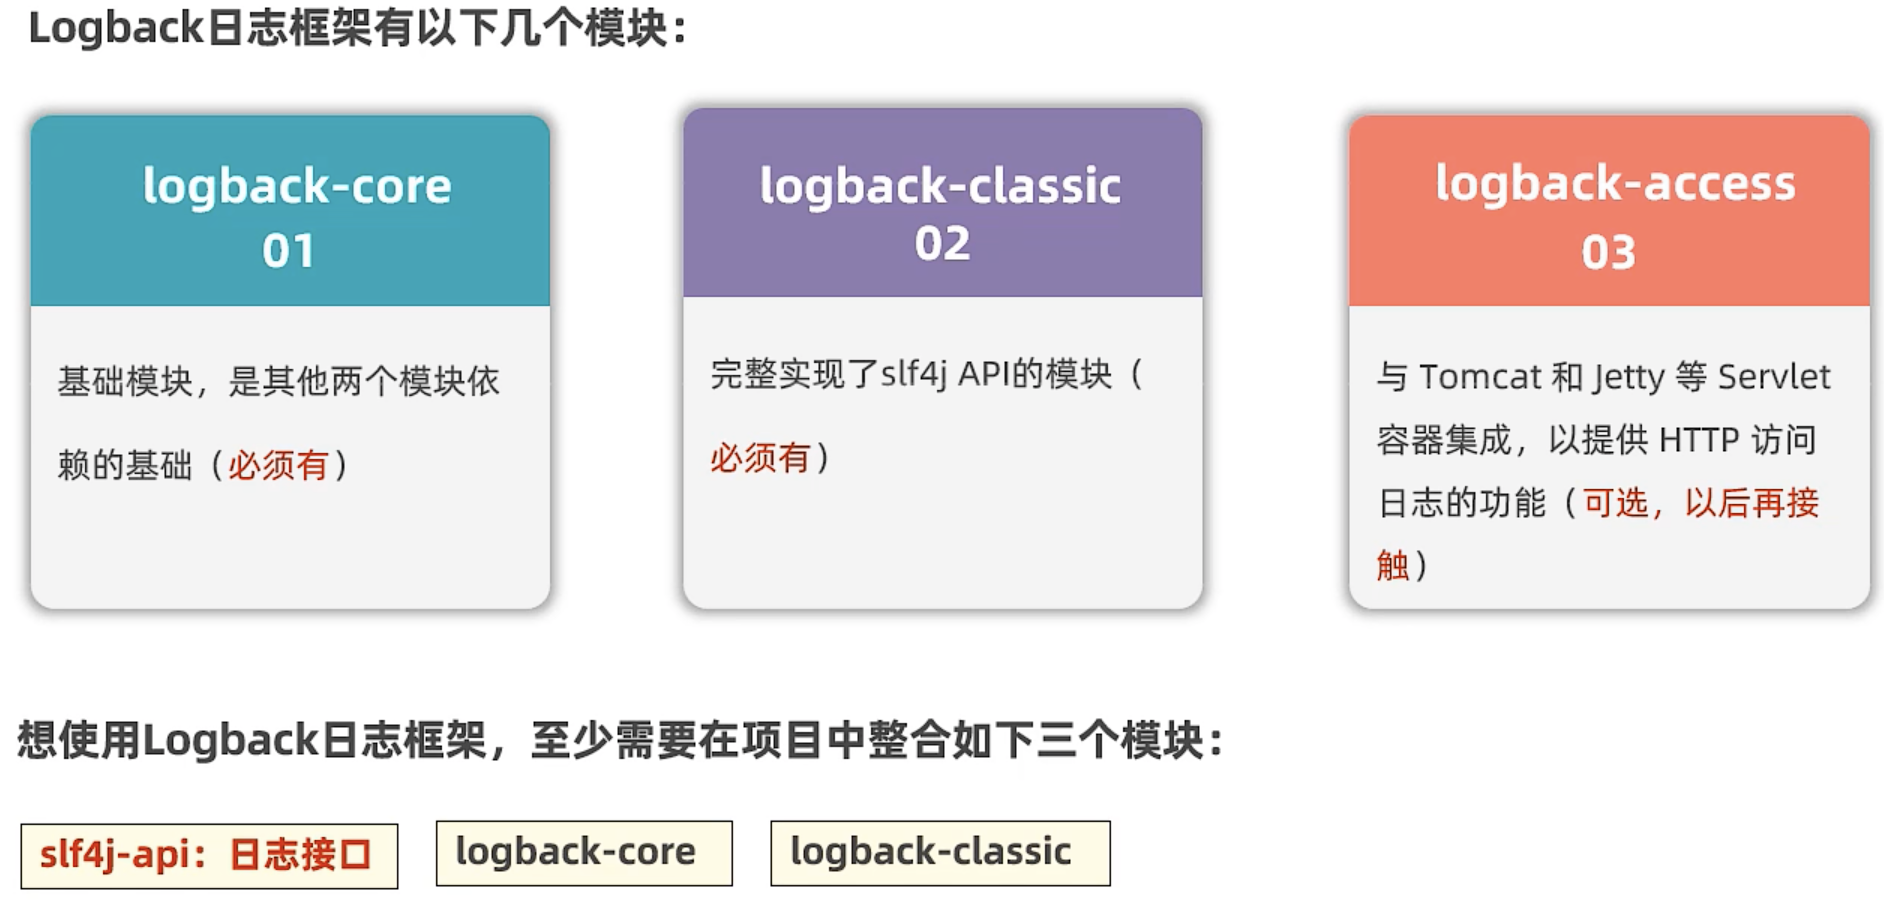 Logback日志框架有以下几个模块：
logback-core
01
基础模块，是其他两个模块依
赖的基础（必须有）
logback-classic
02
完整实现了slf4j API的模块（
必须有）
logback-access
03
与 Tomcat 和 Jetty 等 Servlet
容器集成，以提供 HTTP 访问
日志的功能（可选，以后再接
触）
想使用Logback日志框架，至少需要在项目中整合如下三个模块：
slf4j-api：日志接口
logback-core
logback-classic